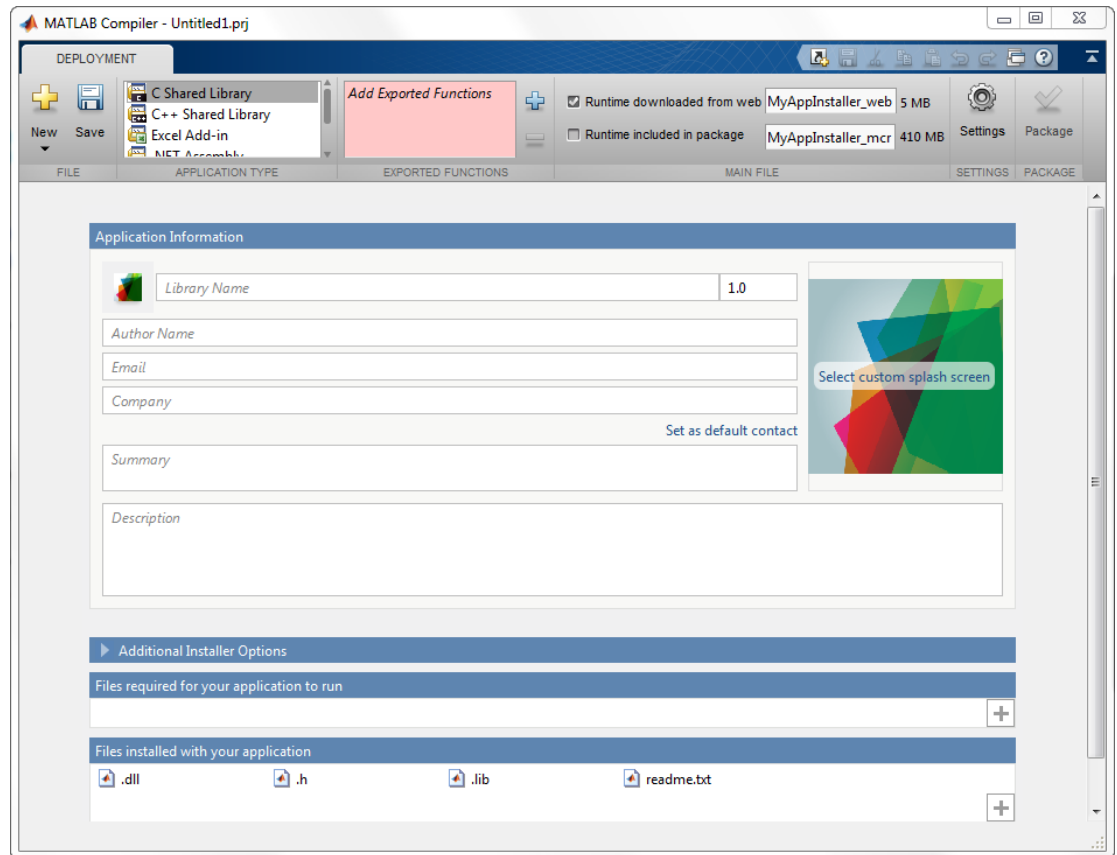 MATLAB Compiler - Untitled1.prj
DEPLOYMENT
New
Save
C Shared Library
C++ Shared Library
Excel Add-in
.NET Assembly
Add Exported Functions
Runtime downloaded from web
MyAppInstaller_web
5 MB
Runtime included in package
MyAppInstaller_mcr
410 MB
Settings
Package
FILE
APPLICATION TYPE
EXPORTED FUNCTIONS
MAIN FILE
SETTINGS
PACKAGE
Application Information
Library Name
1.0
Author Name
Email
Company
Set as default contact
Summary
Select custom splash screen
Description
Additional Installer Options
Files required for your application to run
Files installed with your application
.dll
.h
.lib
readme.txt